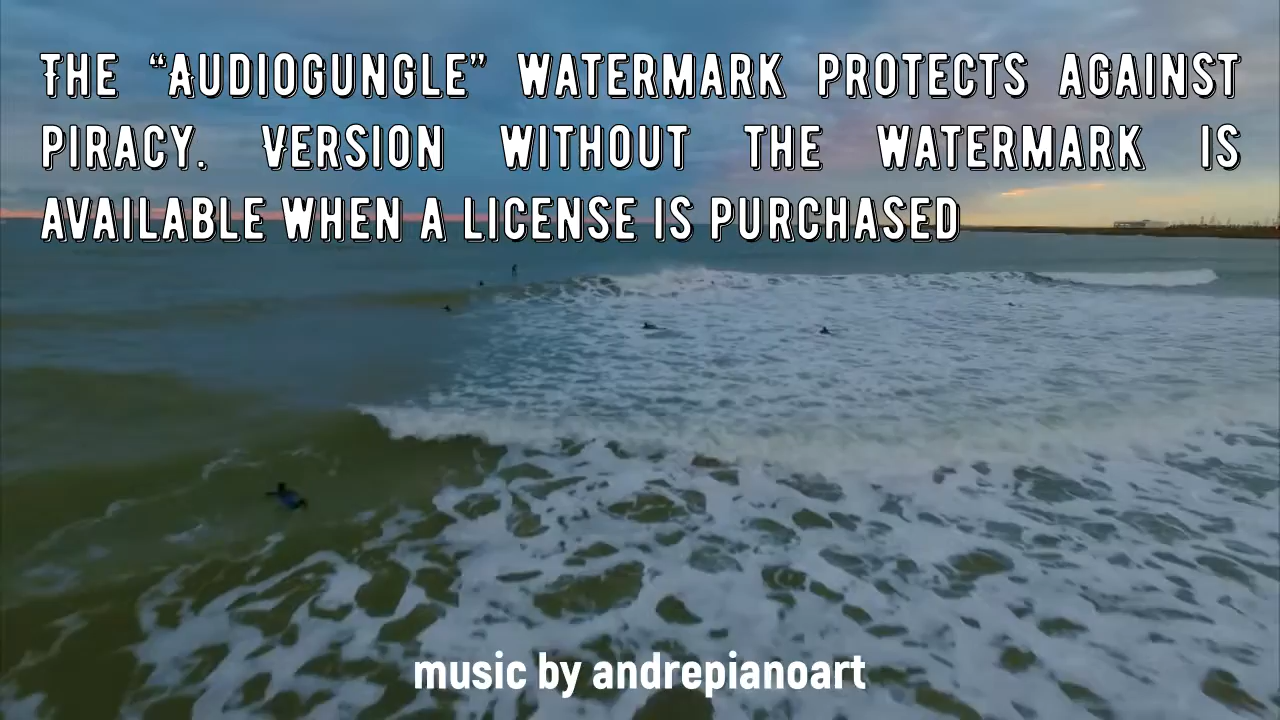 THE “AUDIOGUNGLE” WATERMARK PROTECTS AGAINST
PIRACY. VERSION WITHOUT THE WATERMARK IS
AVAILABLE WHEN A LICENSE IS PURCHASED
music by andrepianoart